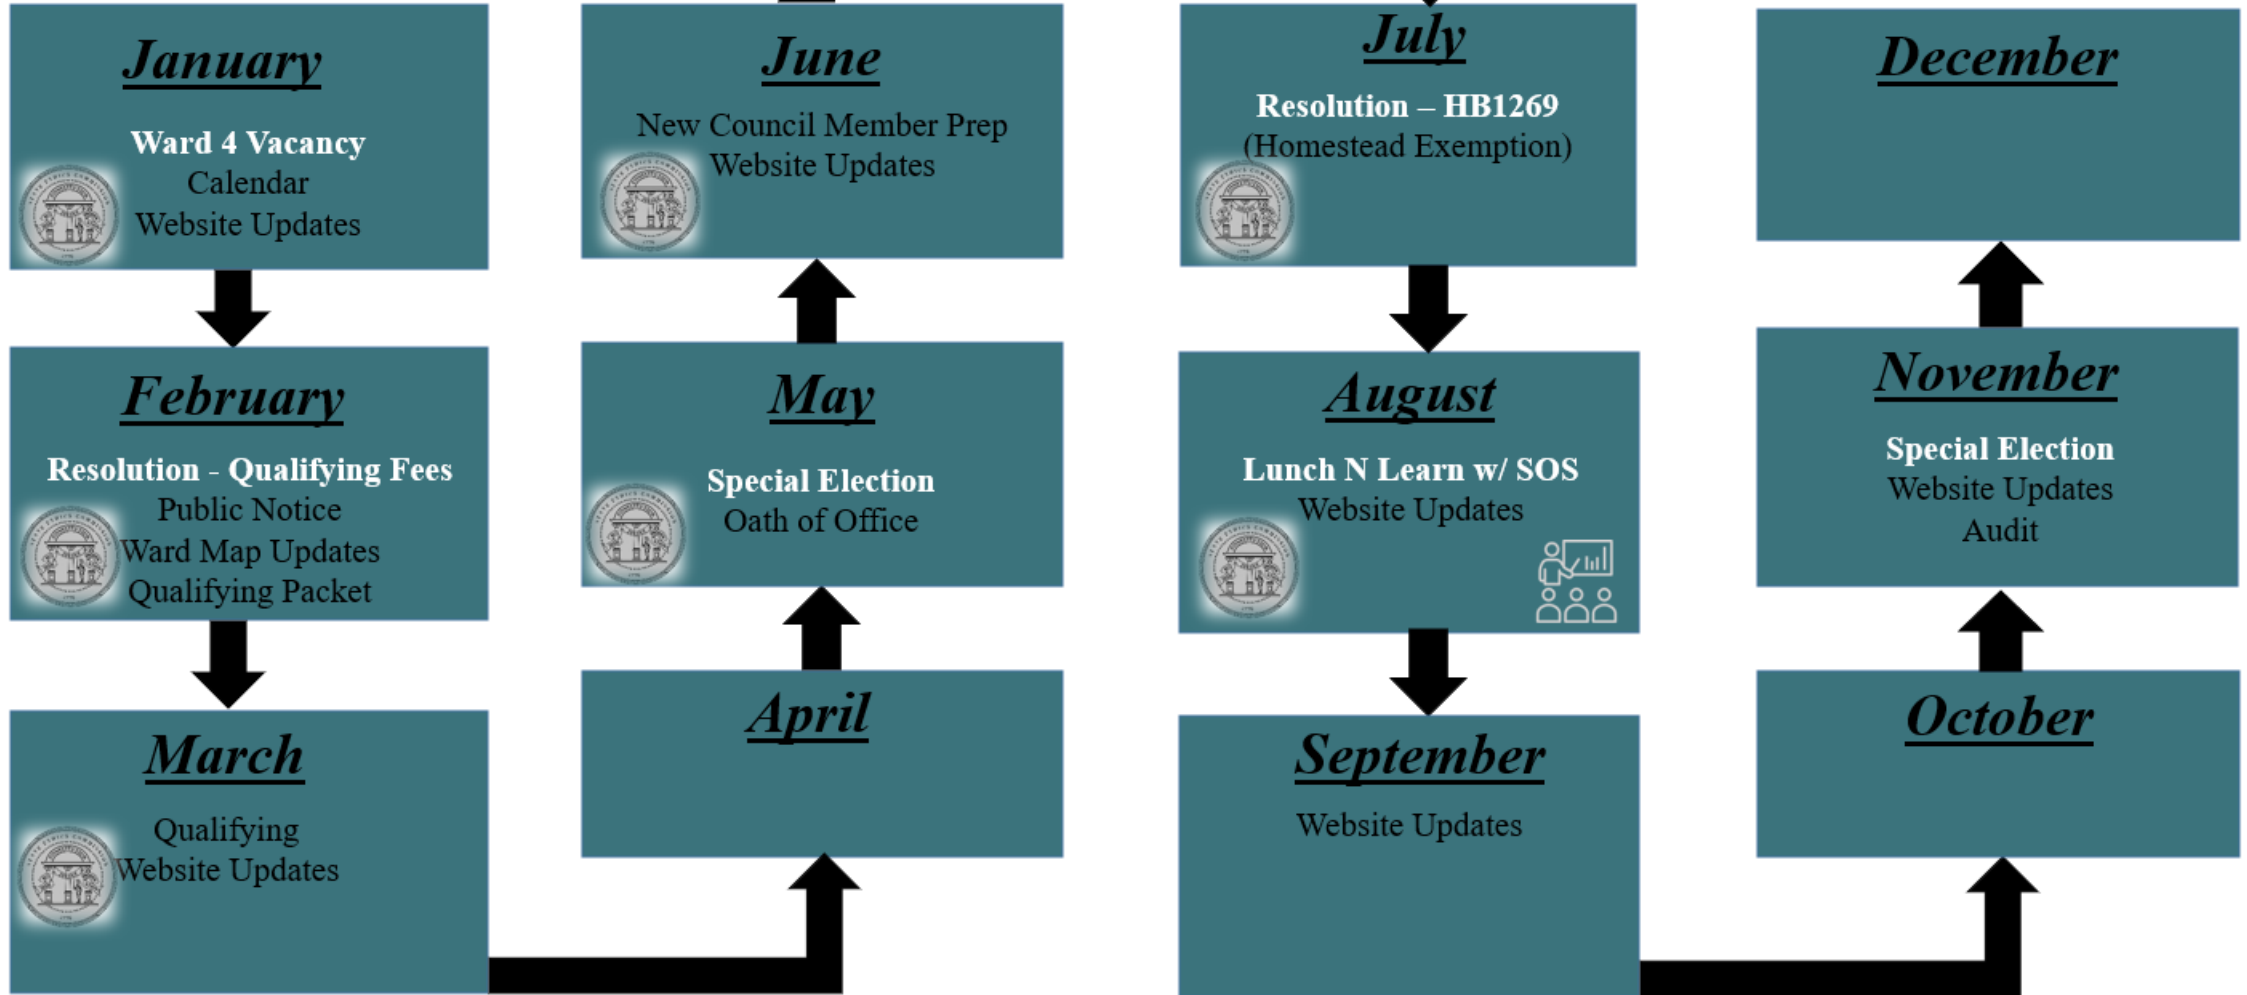 January
Ward 4 Vacancy
Calendar
Website Updates
February
Resolution - Qualifying Fees
Public Notice
Ward Map Updates
Qualifying Packet
March
Qualifying
Website Updates
April
May
Special Election
Oath of Office
June
New Council Member Prep
Website Updates
July
Resolution – HB1269
(Homestead Exemption)
August
Lunch N Learn w/ SOS
Website Updates
September
Website Updates
October
November
Special Election
Website Updates
Audit
December